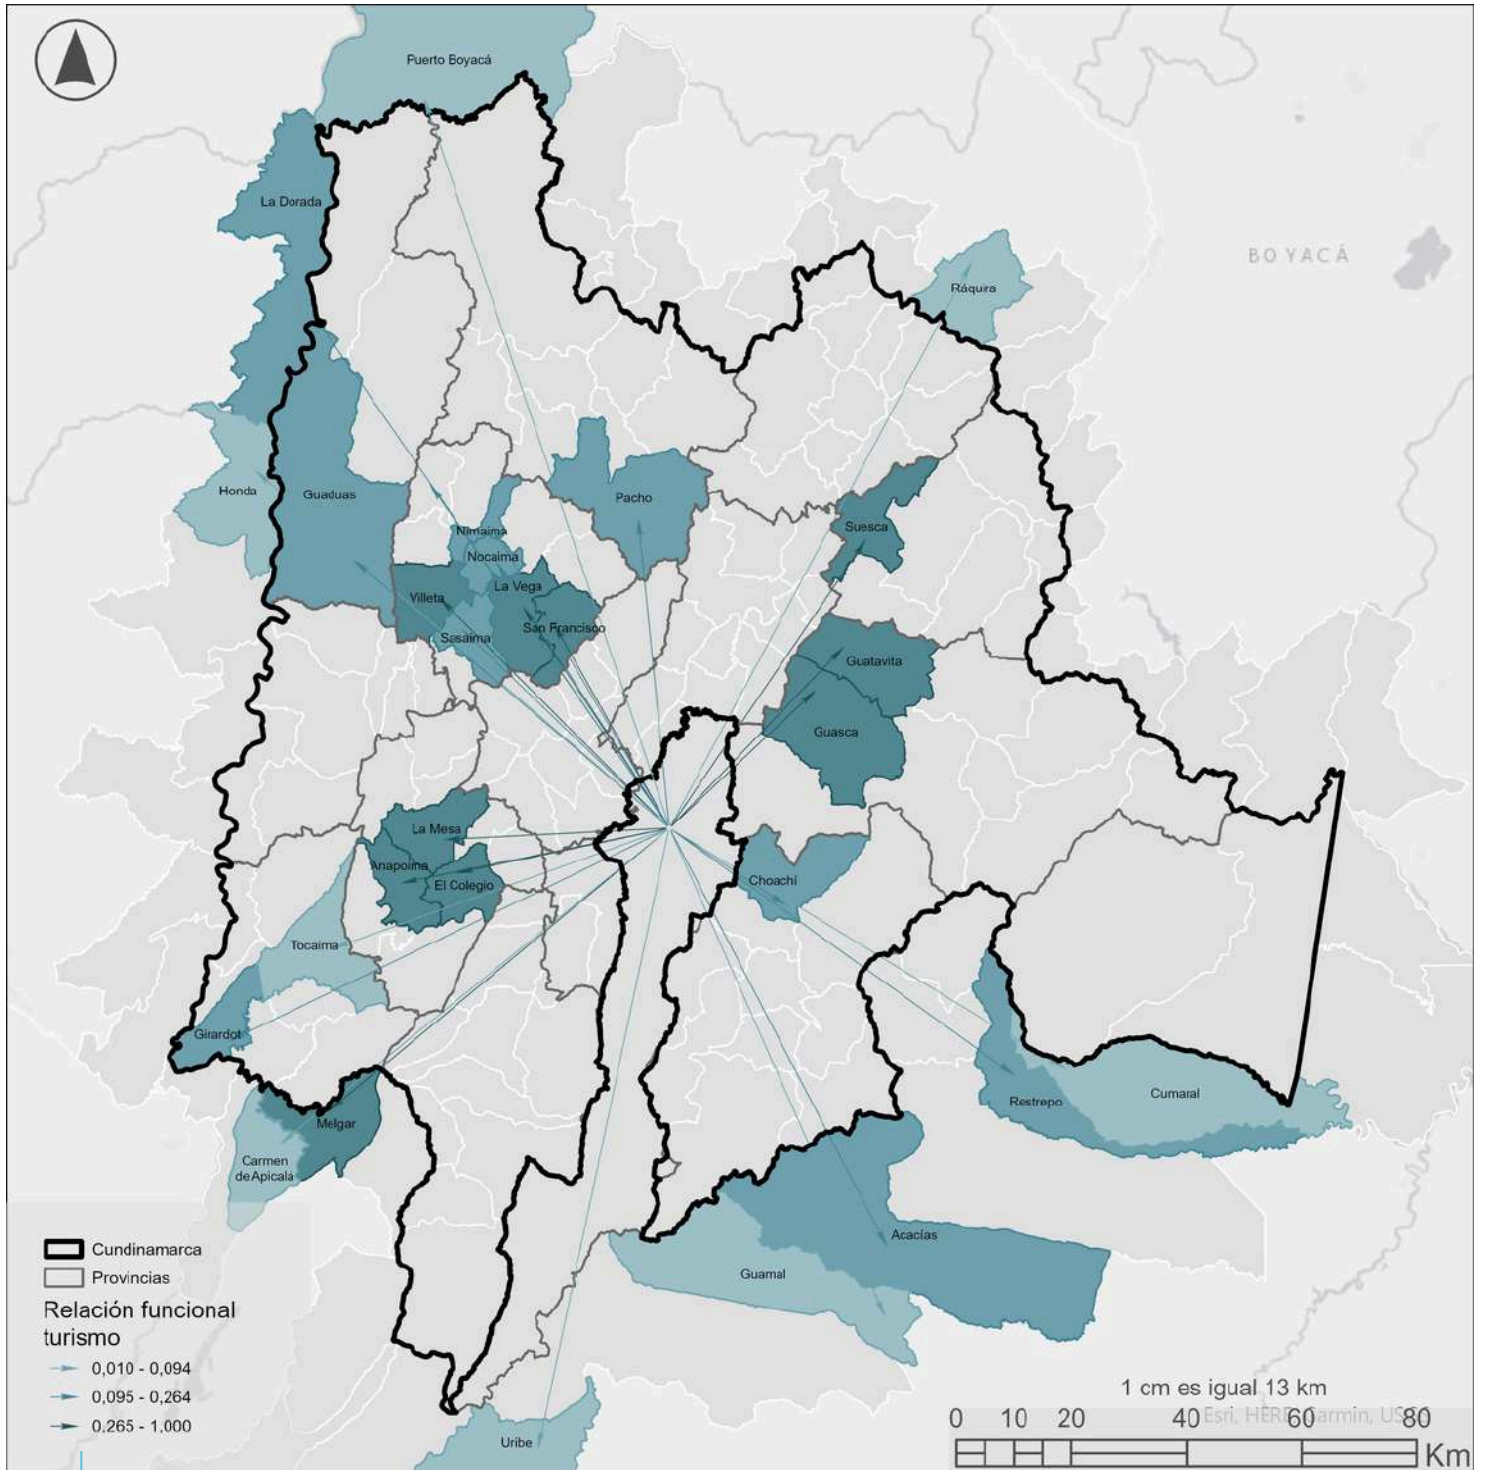 Puerto Boyacá
La Dorada
BOYACÁ
Ráquira
Honda
Guaduas
Pacho
Suesca
Nimaima
Nocaima
La Vega
Villeta
San Francisco
Sasaima
Guatavita
Guasca
La Mesa
Anapoima
El Colegio
Choachí
Tocaima
Girardot
Restrepo
Cumaral
Melgar
Carmen
de Apicalá
Acacías
Guamal
Uribe
Cundinamarca
Provincias
Relación funcional
turismo
0,010 - 0,094
0,095 - 0,264
0,265 - 1,000
1 cm es igual 13 km
Esri, HERE, Garmin,
0 10 20 40 60 80
Km